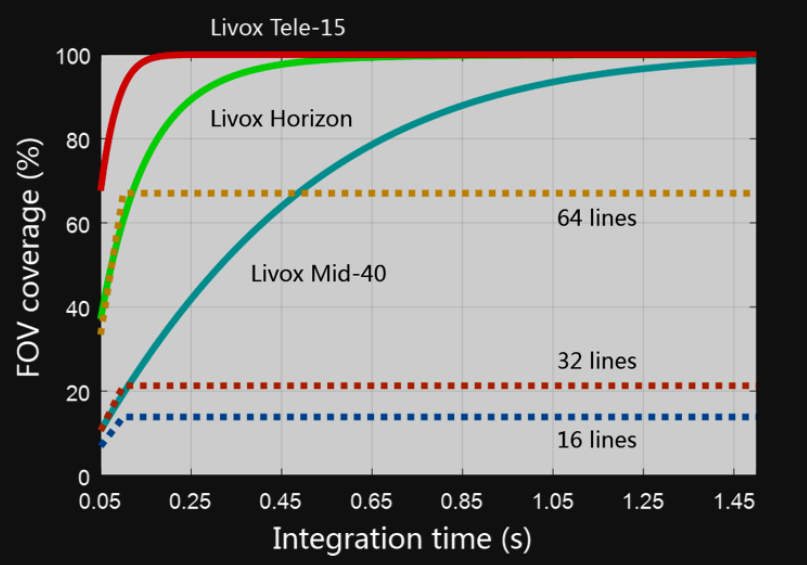 Livox Tele-15
100
Livox Horizon
80
FOV coverage (%)
60
64 lines
Livox Mid-40
40
32 lines
20
16 lines
0
0.05 0.25 0.45 0.65 0.85 1.05 1.25 1.45
Integration time (s)